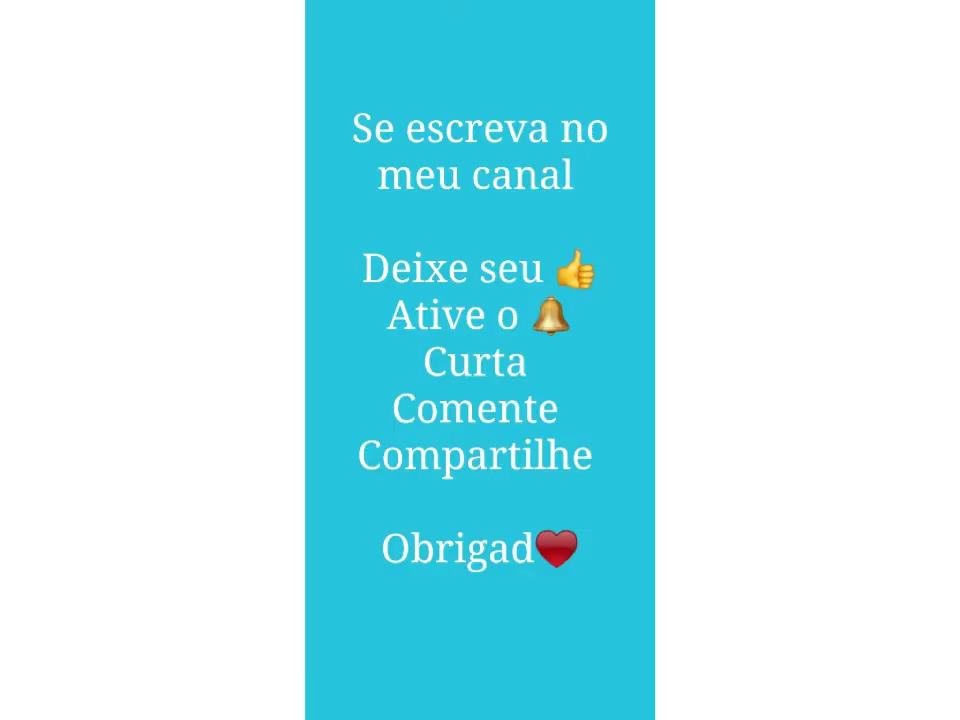 Se escreva no
meu canal
Deixe seu 👍
Ative o 🔔
Curta
Comente
Compartilhe
Obrigad❤️